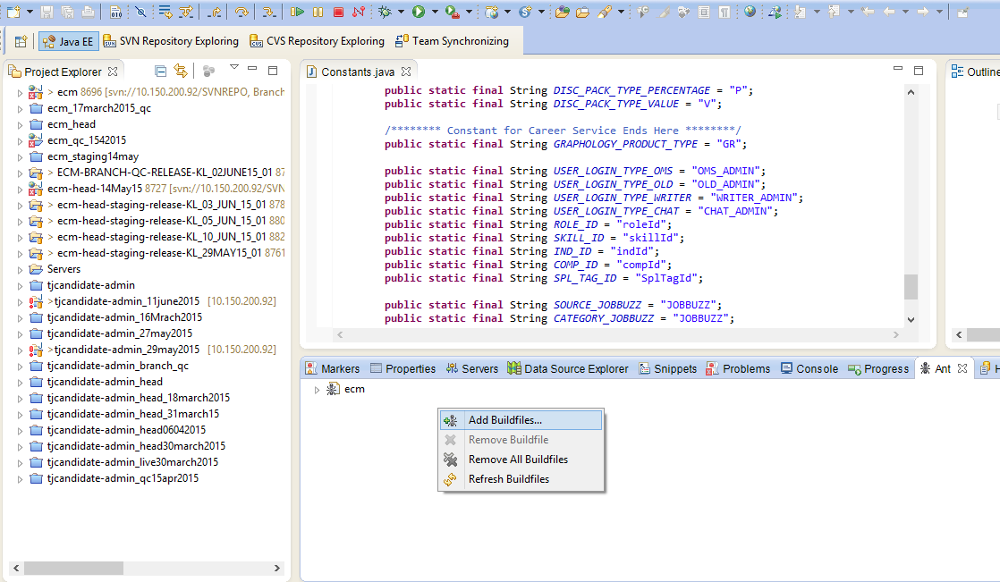 Java EE
SVN Repository Exploring
CVS Repository Exploring
Team Synchronizing
Project Explorer
> ecm 8696 [svn://10.150.200.92/SVNREPO, Branch
ecm_17march2015_qc
ecm_head
ecm_qc_1542015
ecm_staging14may
> ECM-BRANCH-QC-RELEASE-KL_02JUNE15_01 87
ecm-head-14May15 8727 [svn://10.150.200.92/SVN
> ecm-head-staging-release-KL_03_JUN_15_01 878
> ecm-head-staging-release-KL_05_JUN_15_01 880
> ecm-head-staging-release-KL_10_JUN_15_01 882
> ecm-head-staging-release-KL_29MAY15_01 8761
Servers
tjcandidate-admin
>tjcandidate-admin_11june2015 [10.150.200.92]
tjcandidate-admin_16Mrach2015
tjcandidate-admin_27may2015
>tjcandidate-admin_29may2015 [10.150.200.92]
tjcandidate-admin_branch_qc
tjcandidate-admin_head
tjcandidate-admin_head_18march2015
tjcandidate-admin_head_31march15
tjcandidate-admin_head06042015
tjcandidate-admin_head30march2015
tjcandidate-admin_live30march2015
tjcandidate-admin_qc15apr2015
Constants.java
public static final String DISC_PACK_TYPE_PERCENTAGE = "P";
public static final String DISC_PACK_TYPE_VALUE = "V";
/******** Constant for Career Service Ends Here ********/
public static final String GRAPHOLOGY_PRODUCT_TYPE = "GR";
public static final String USER_LOGIN_TYPE_OMS = "OMS_ADMIN";
public static final String USER_LOGIN_TYPE_OLD = "OLD_ADMIN";
public static final String USER_LOGIN_TYPE_WRITER = "WRITER_ADMIN";
public static final String USER_LOGIN_TYPE_CHAT = "CHAT_ADMIN";
public static final String ROLE_ID = "roleId";
public static final String SKILL_ID = "skillId";
public static final String IND_ID = "indId";
public static final String COMP_ID = "compId";
public static final String SPL_TAG_ID = "SplTagId";
public static final String SOURCE_JOBBUZZ = "JOBBUZZ";
public static final String CATEGORY_JOBBUZZ = "JOBBUZZ";
Outline
Markers
Properties
Servers
Data Source Explorer
Snippets
Problems
Console
Progress
Ant
H
ecm
Add Buildfiles...
Remove Buildfile
Remove All Buildfiles
Refresh Buildfiles